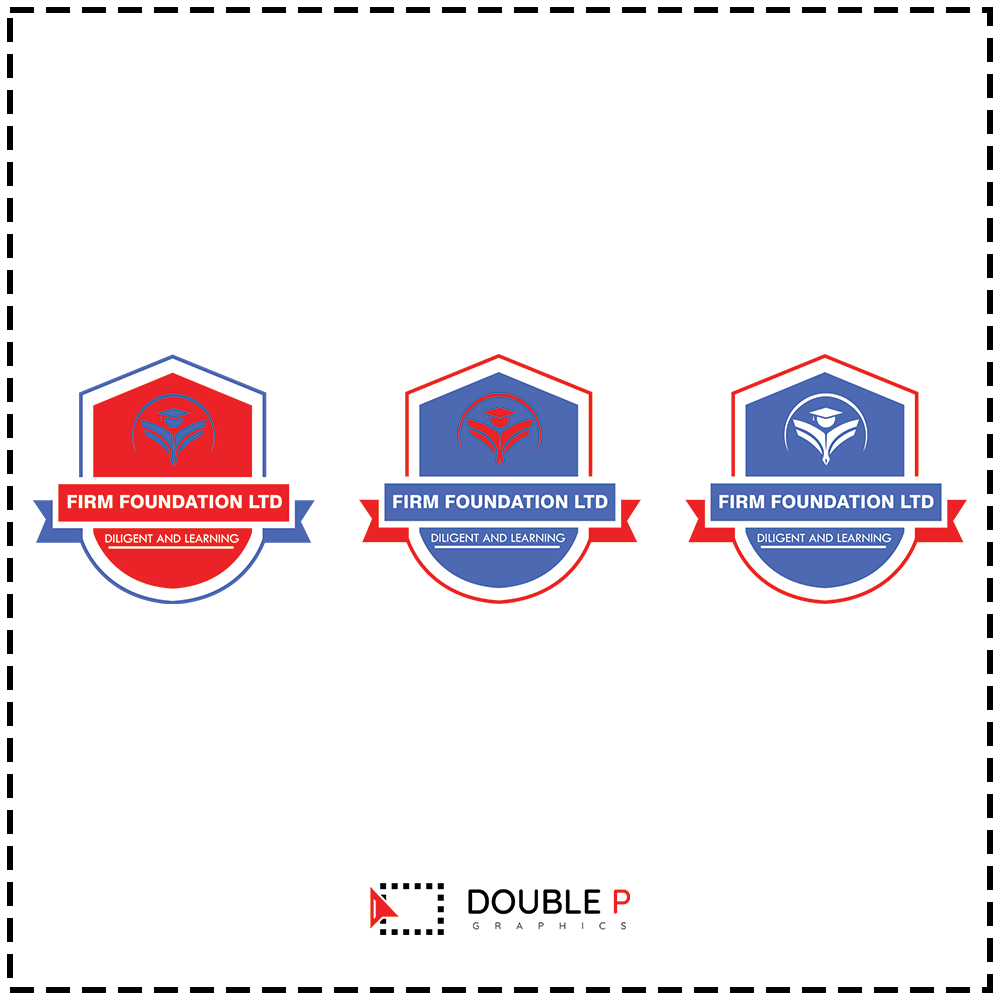 FIRM FOUNDATION LTD
DILIGENT AND LEARNING
FIRM FOUNDATION LTD
DILIGENT AND LEARNING
FIRM FOUNDATION LTD
DILIGENT AND LEARNING
DOUBLE P
GRAPHICS